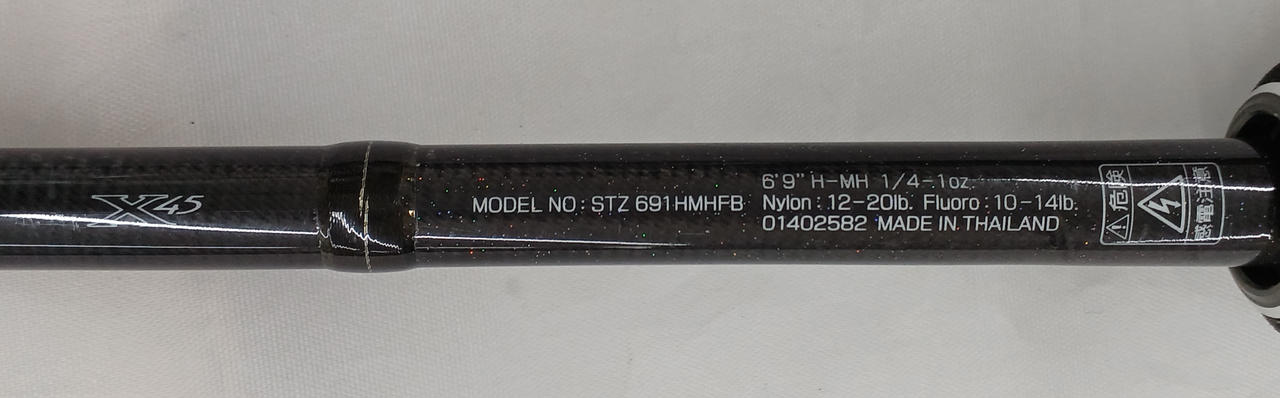 X45
MODEL NO : STZ 691HMHFB
6'9" H-MH 1/4-1oz.
Nylon : 12-20lb. Fluoro : 10-14lb.
01402582 MADE IN THAILAND
危険
感電注意